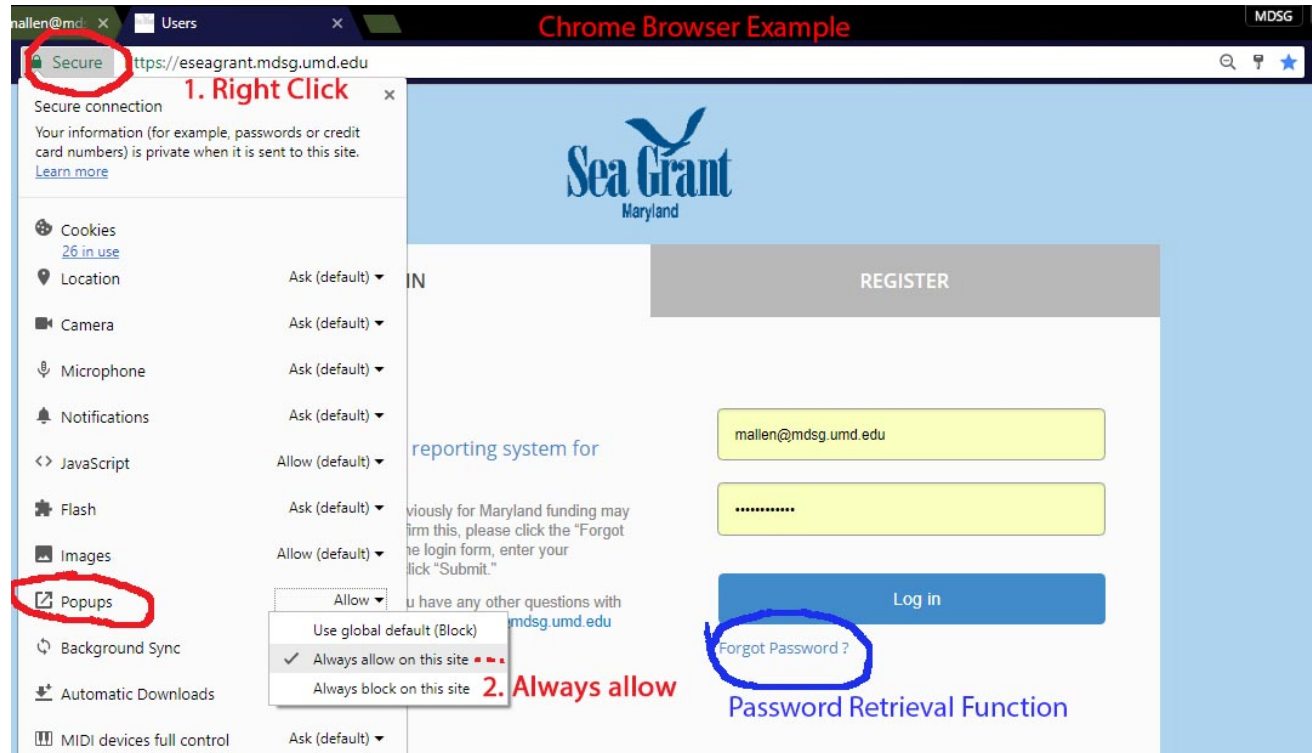 nallen@md
Users
Chrome Browser Example
MDSG
Secure
ttps://eseagrant.mdsg.umd.edu
1. Right Click
Secure connection
Your information (for example, passwords or credit
card numbers) is private when it is sent to this site.
Learn more
Sea Grant
Maryland
Cookies
26 in use
Location Ask (default)
Camera Ask (default)
Microphone Ask (default)
Notifications Ask (default)
JavaScript Allow (default)
Flash Ask (default)
Images Allow (default)
Popups Allow
Use global default (Block)
Always allow on this site
Always block on this site
2. Always allow
Background Sync
Automatic Downloads
MIDI devices full control Ask (default)
IN
REGISTER
reporting system for
viously for Maryland funding may
firm this, please click the "Forgot
he login form, enter your
lick "Submit."
u have any other questions with
mdsg.umd.edu
mallen@mdsg.umd.edu
Log in
Forgot Password ?
Password Retrieval Function